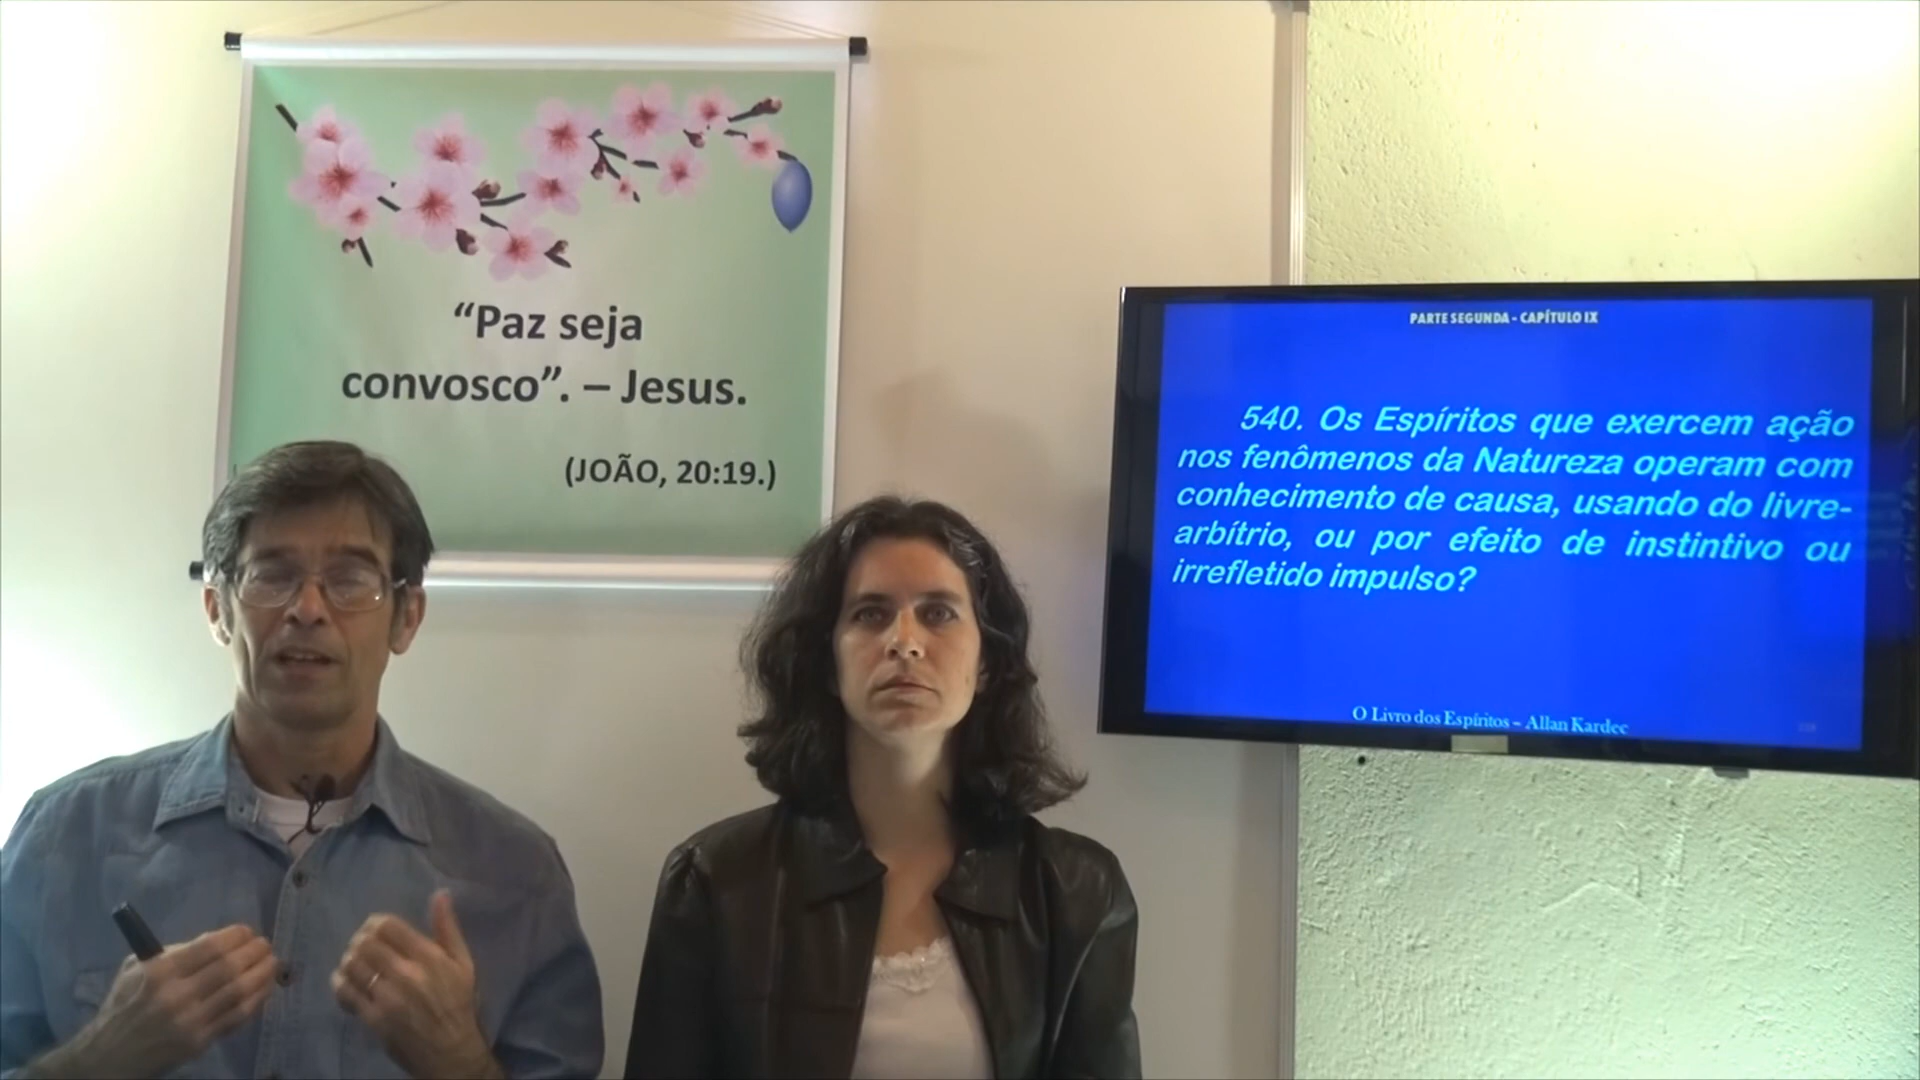 “Paz seja
convosco”. – Jesus.
(JOÃO, 20:19.)
PARTE SEGUNDA - CAPÍTULO IX
540. Os Espíritos que exercem ação
nos fenômenos da Natureza operam com
conhecimento de causa, usando do livre-
arbítrio, ou por efeito de instintivo ou
irrefletido impulso?
O Livro dos Espíritos – Allan Kardec